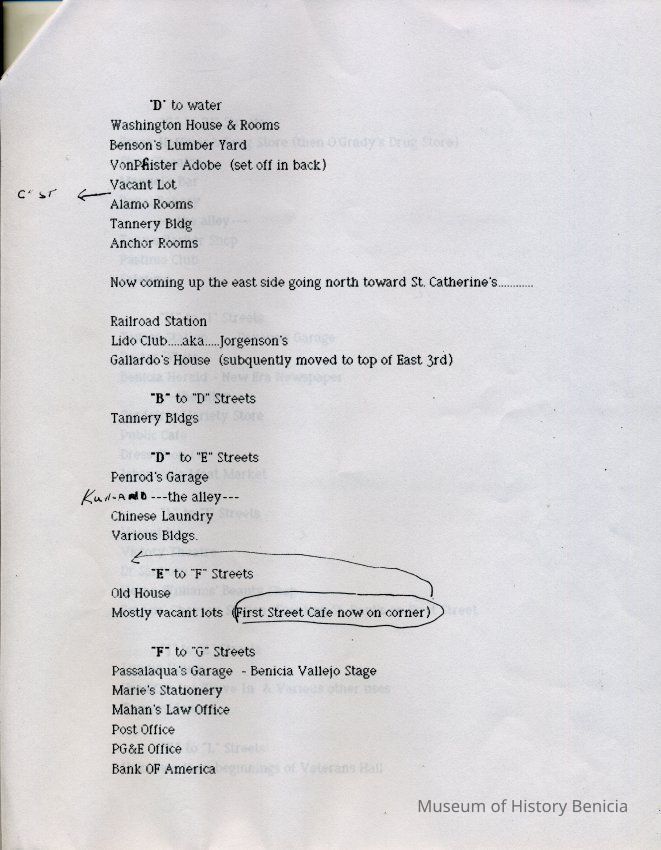 "D" to water
Washington House & Rooms
Benson's Lumber Yard
VonPfister Adobe (set off in back)
Vacant Lot
C" ST
Alamo Rooms
Tannery Bldg
Anchor Rooms
Now coming up the east side going north toward St. Catherine's............
Railroad Station
Lido Club.....aka.....Jorgenson's
Gallardo's House (subquently moved to top of East 3rd)
"B" to "D" Streets
Tannery Bldgs
"D" to "E" Streets
Penrod's Garage
---the alley---
Chinese Laundry
Various Bldgs.
"E" to "F" Streets
Old House
Mostly vacant lots (First Street Cafe now on corner)
"F" to "G" Streets
Passalaqua's Garage - Benicia Vallejo Stage
Marie's Stationery
Mahan's Law Office
Post Office
PG&E Office
Bank OF America
Museum of History Benicia